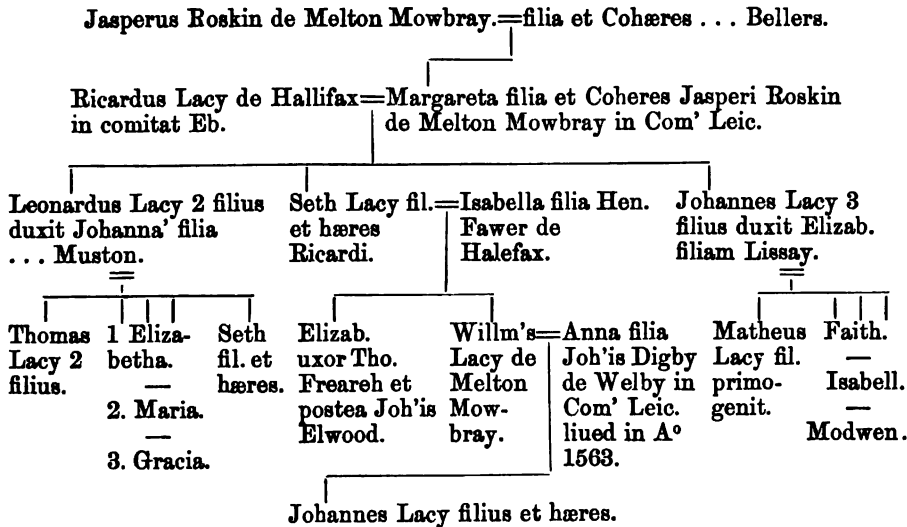 Jasperus Roskin de Melton Mowbray.=filia et Cohæres . . . Bellers.
Ricardus Lacy de Hallifax=Margareta filia et Coheres Jasperi Roskin
in comitat Eb.
de Melton Mowbray in Com' Leic.
Leonardus Lacy 2 filius
duxit Johanna' filia
. . . Muston.
Seth Lacy fil.=Isabella filia Hen.
et hæres
Ricardi.
Fawer de
Halefax.
Johannes Lacy 3
filius duxit Elizab.
filiam Lissay.
Thomas
Lacy 2
filius.
1 Eliza-
betha.
—
2. Maria.
—
3. Gracia.
Seth
fil. et
hæres.
Elizab.
uxor Tho.
Freareh et
postea Joh'is
Elwood.
Willm's=Anna filia
Lacy de
Melton
Mow-
bray.
Joh'is Digby
de Welby in
Com' Leic.
liued in Aº
1563.
Matheus
Lacy fil.
primo-
genit.
Faith.
—
Isabell.
—
Modwen.
Johannes Lacy filius et hæres.